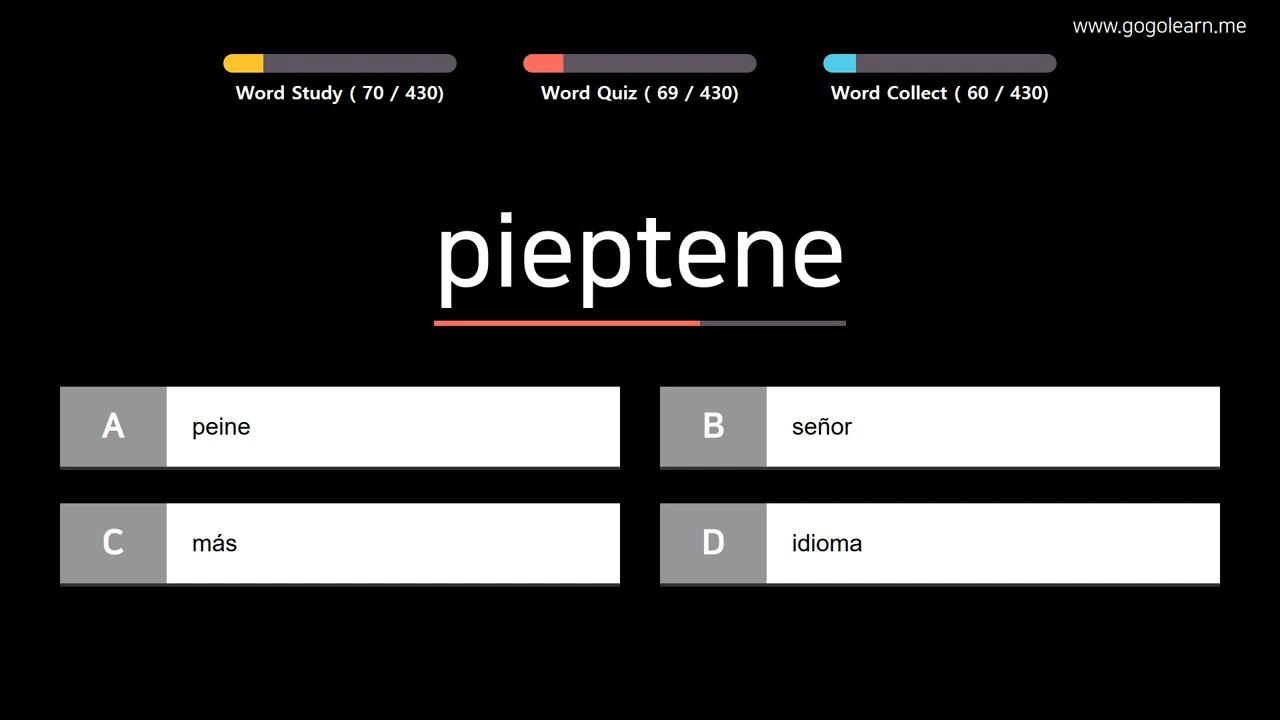 www.gogolearn.me
Word Study ( 70 / 430)
Word Quiz ( 69 / 430)
Word Collect ( 60 / 430)
pieptene
A peine
B señor
C más
D idioma